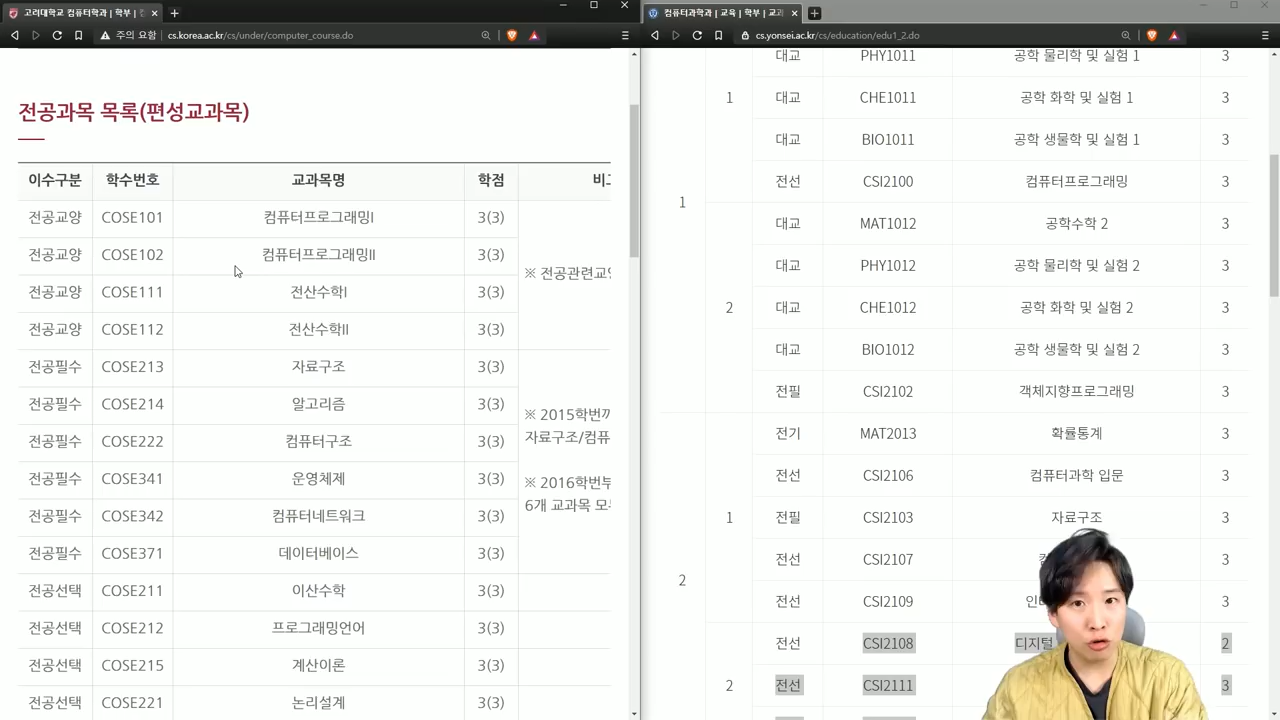 고려대학교 컴퓨터학과 | 학부 |
주의 요함
cs.korea.ac.kr/cs/under/computer_course.do
전공과목 목록(편성교과목)
이수구분 학수번호 교과목명 학점
전공교양 COSE101 컴퓨터프로그래밍I 3(3)
전공교양 COSE102 컴퓨터프로그래밍II 3(3)
※ 전공관련교양
전공교양 COSE111 전산수학I 3(3)
전공교양 COSE112 전산수학II 3(3)
전공필수 COSE213 자료구조 3(3)
전공필수 COSE214 알고리즘 3(3)
※ 2015학번까
자료구조/컴퓨
전공필수 COSE222 컴퓨터구조 3(3)
전공필수 COSE341 운영체제 3(3)
※ 2016학번부
6개 교과목 모두
전공필수 COSE342 컴퓨터네트워크 3(3)
전공필수 COSE371 데이터베이스 3(3)
전공선택 COSE211 이산수학 3(3)
전공선택 COSE212 프로그래밍언어 3(3)
전공선택 COSE215 계산이론 3(3)
전공선택 COSE221 논리설계 3(3)
컴퓨터과학과 | 교육 | 학부 | 교과
cs.yonsei.ac.kr/cs/education/edu1_2.do
대교 PHY1011 공학 물리학 및 실험 1 3
1 대교 CHE1011 공학 화학 및 실험 1 3
대교 BIO1011 공학 생물학 및 실험 1 3
전선 CSI2100 컴퓨터프로그래밍 3
1
대교 MAT1012 공학수학 2 3
대교 PHY1012 공학 물리학 및 실험 2 3
2 대교 CHE1012 공학 화학 및 실험 2 3
대교 BIO1012 공학 생물학 및 실험 2 3
전필 CSI2102 객체지향프로그래밍 3
전기 MAT2013 확률통계 3
전선 CSI2106 컴퓨터과학 입문 3
1 전필 CSI2103 자료구조 3
전선 CSI2107 3
2
전선 CSI2109 3
전선 CSI2108 디지털 2
2 전선 CSI2111 3